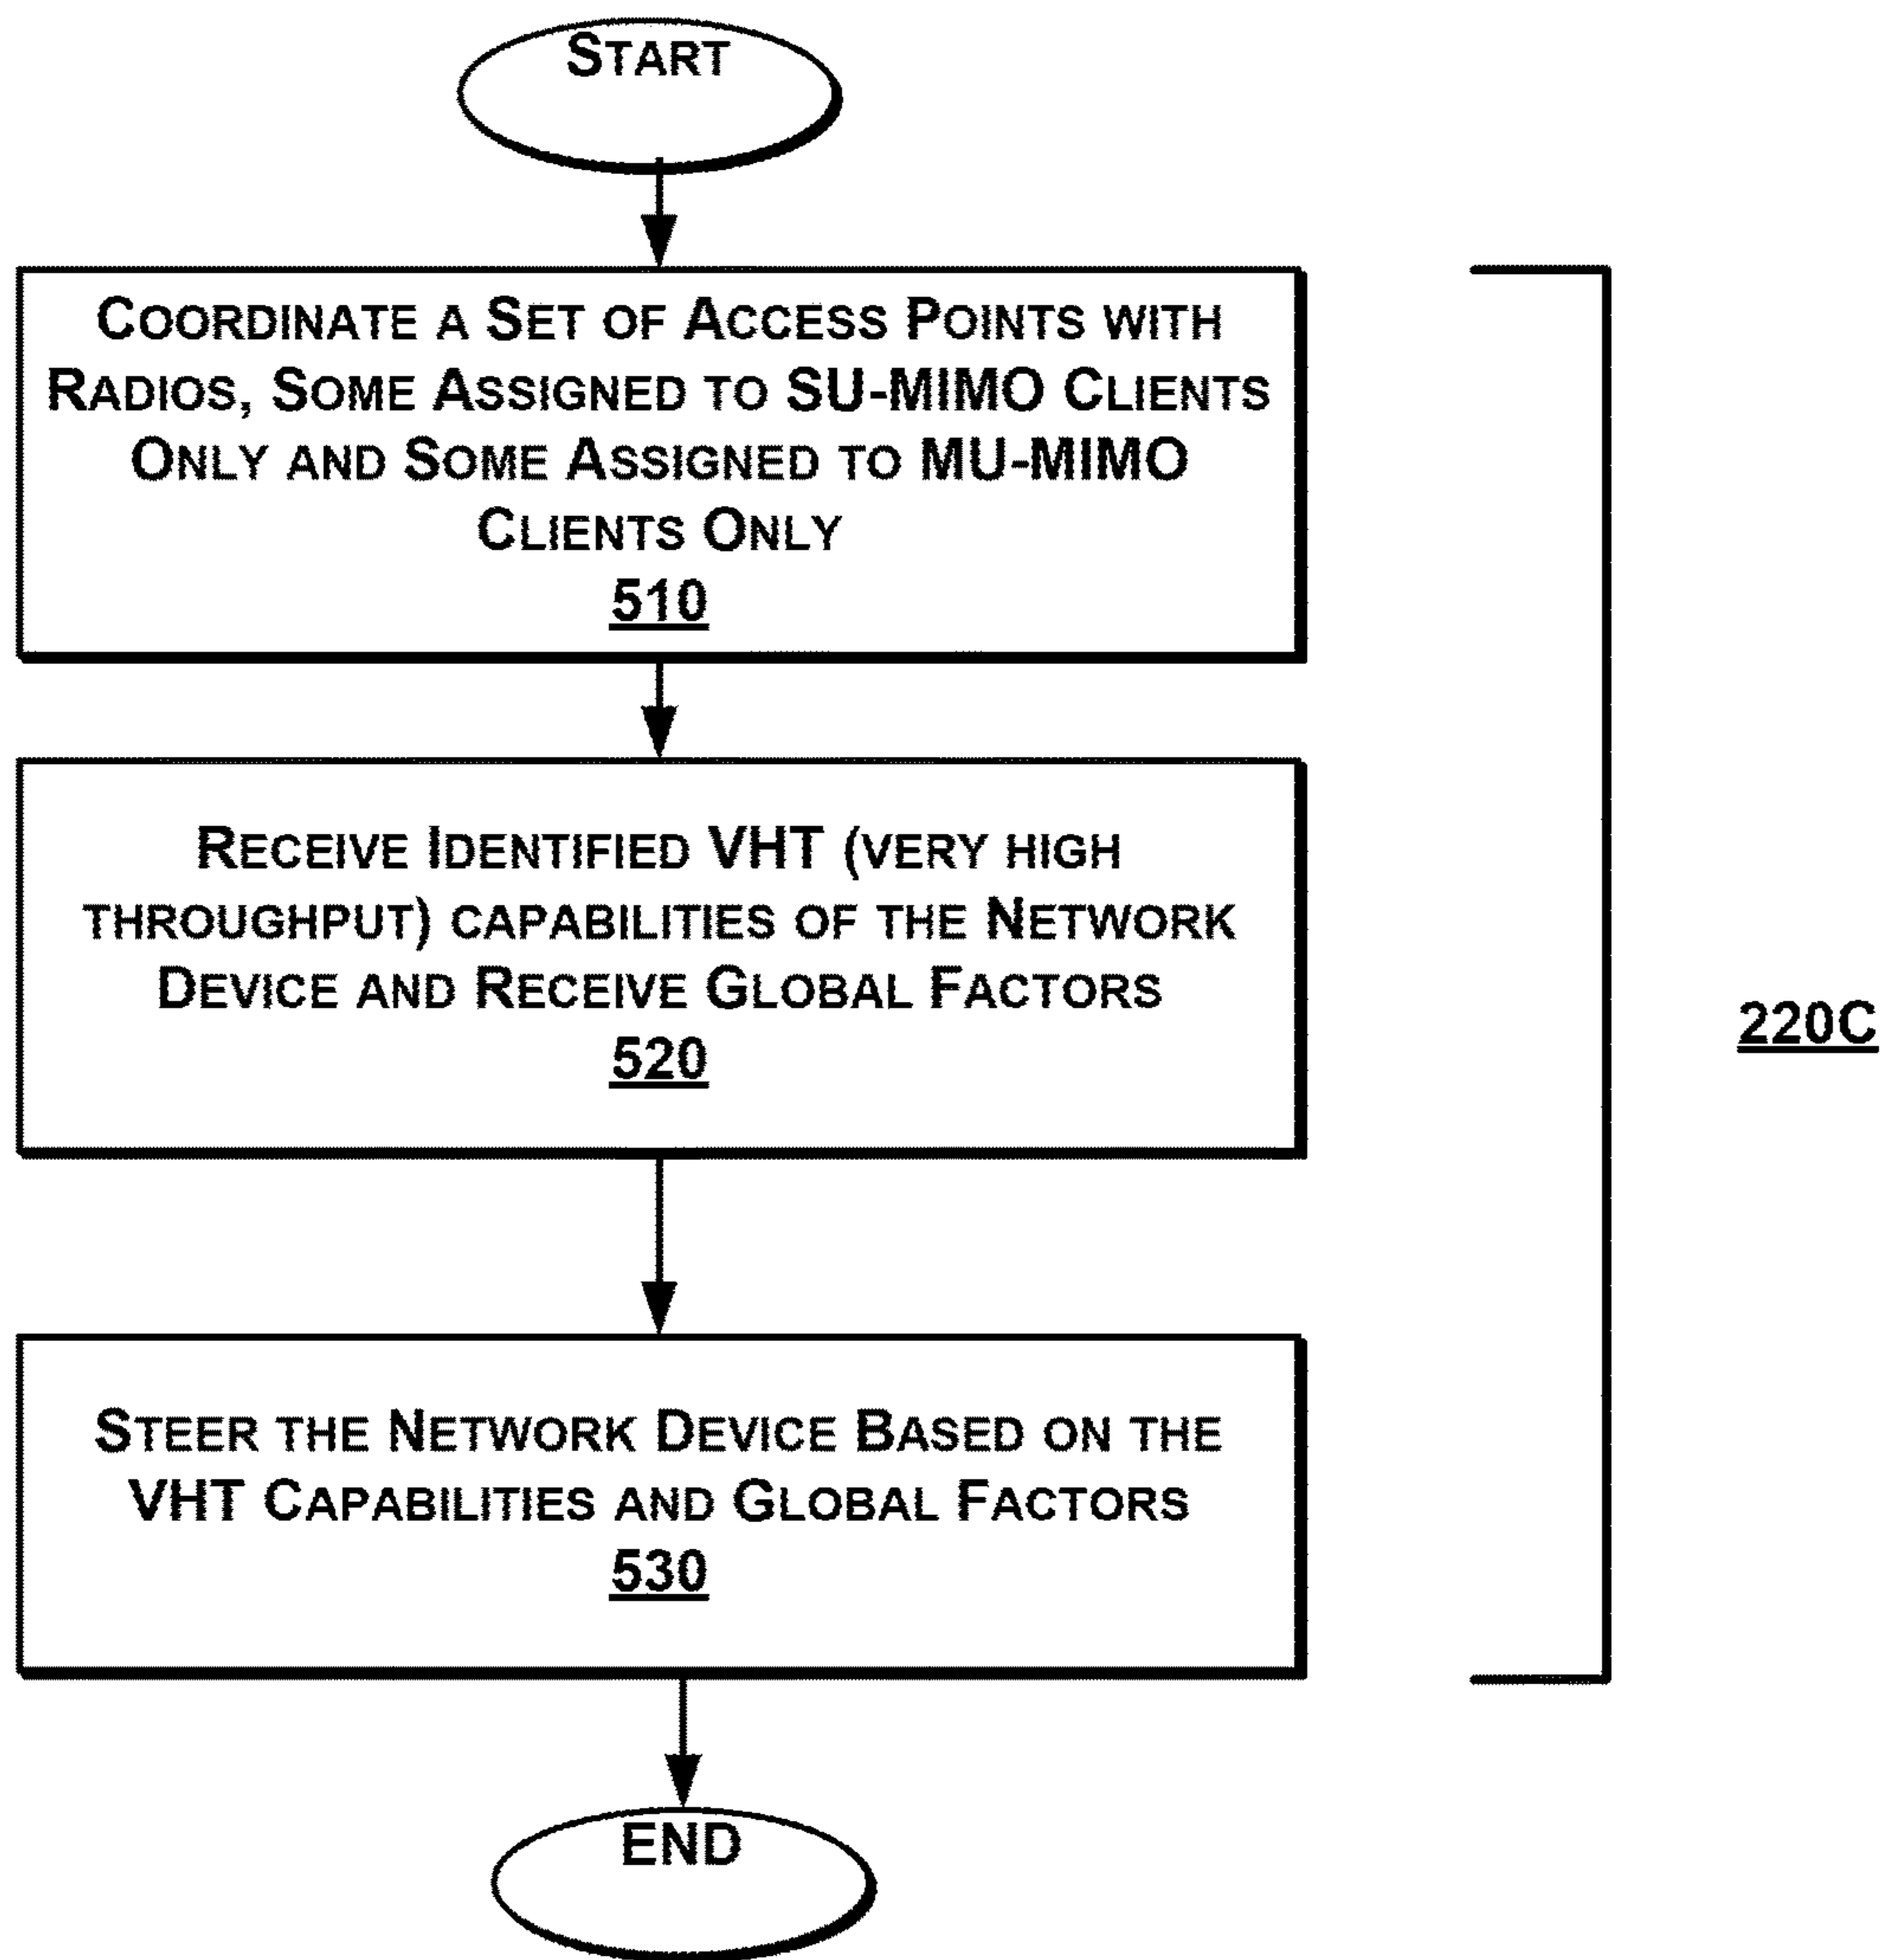 START
COORDINATE A SET OF ACCESS POINTS WITH
RADIOS, SOME ASSIGNED TO SU-MIMO CLIENTS
ONLY AND SOME ASSIGNED TO MU-MIMO
CLIENTS ONLY
510
RECEIVE IDENTIFIED VHT (VERY HIGH
THROUGHPUT) CAPABILITIES OF THE NETWORK
DEVICE AND RECEIVE GLOBAL FACTORS
520
220C
STEER THE NETWORK DEVICE BASED ON THE
VHT CAPABILITIES AND GLOBAL FACTORS
530
END